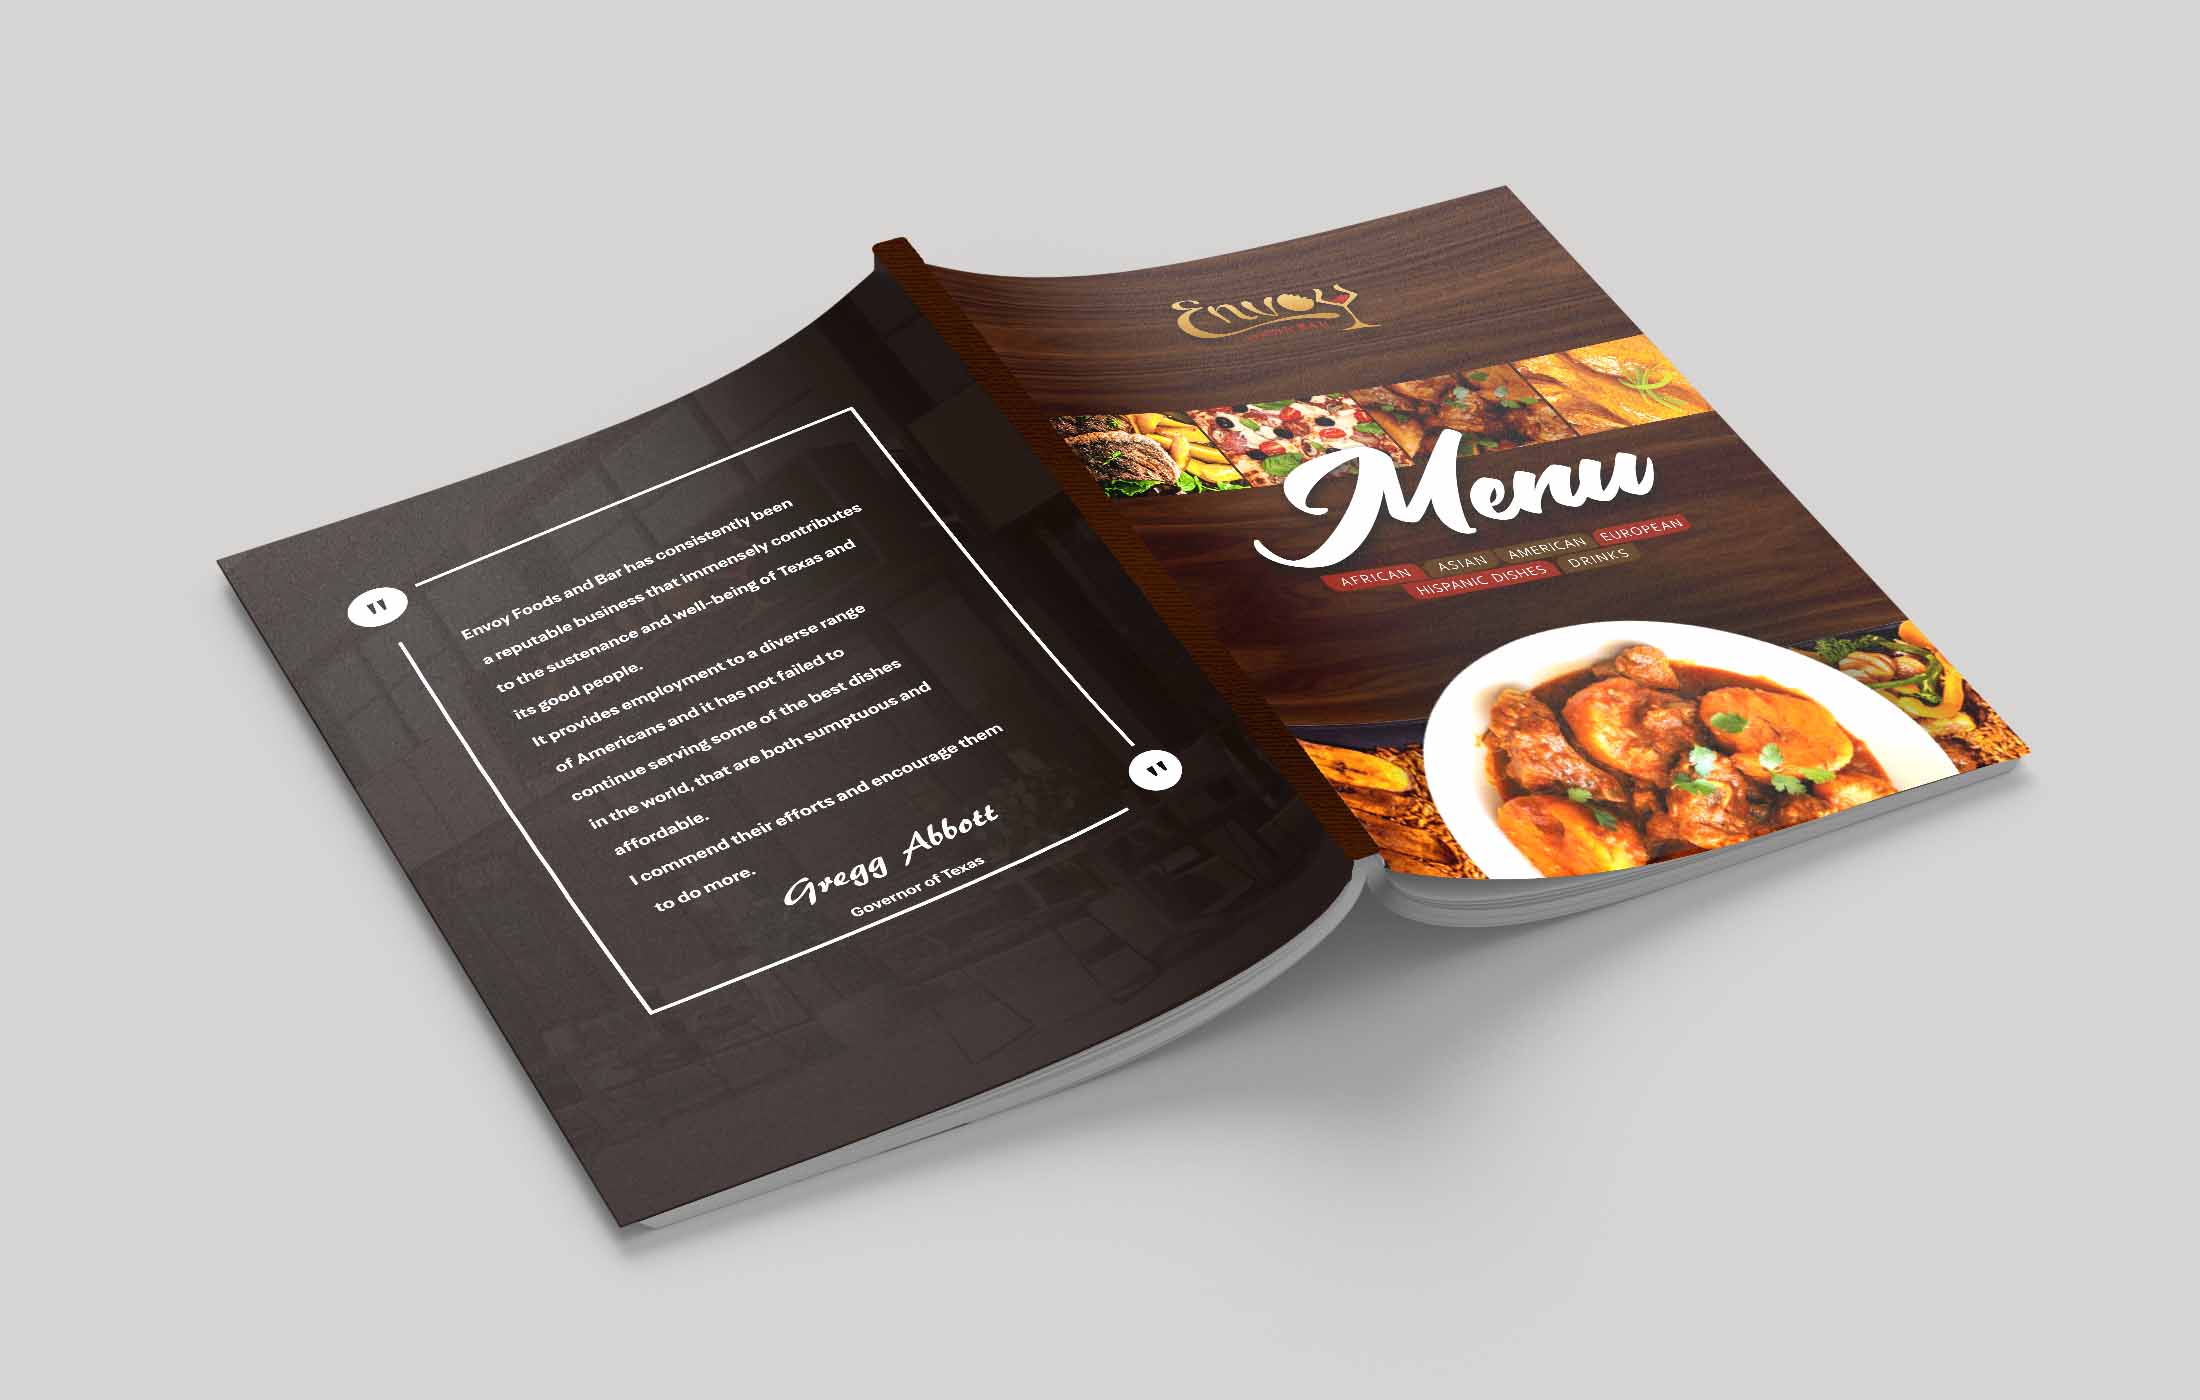 "
Envoy Foods and Bar has consistently been
a reputable business that immensely contributes
to the sustenance and well-being of Texas and
its good people.
It provides employment to a diverse range
of Americans and it has not failed to
continue serving some of the best dishes
in the world, that are both sumptuous and
affordable.
I commend their efforts and encourage them
to do more.
"
Gregg Abbott
Governor of Texas
Envoy
Menu
AFRICAN ASIAN AMERICAN EUROPEAN
HISPANIC DISHES DRINKS